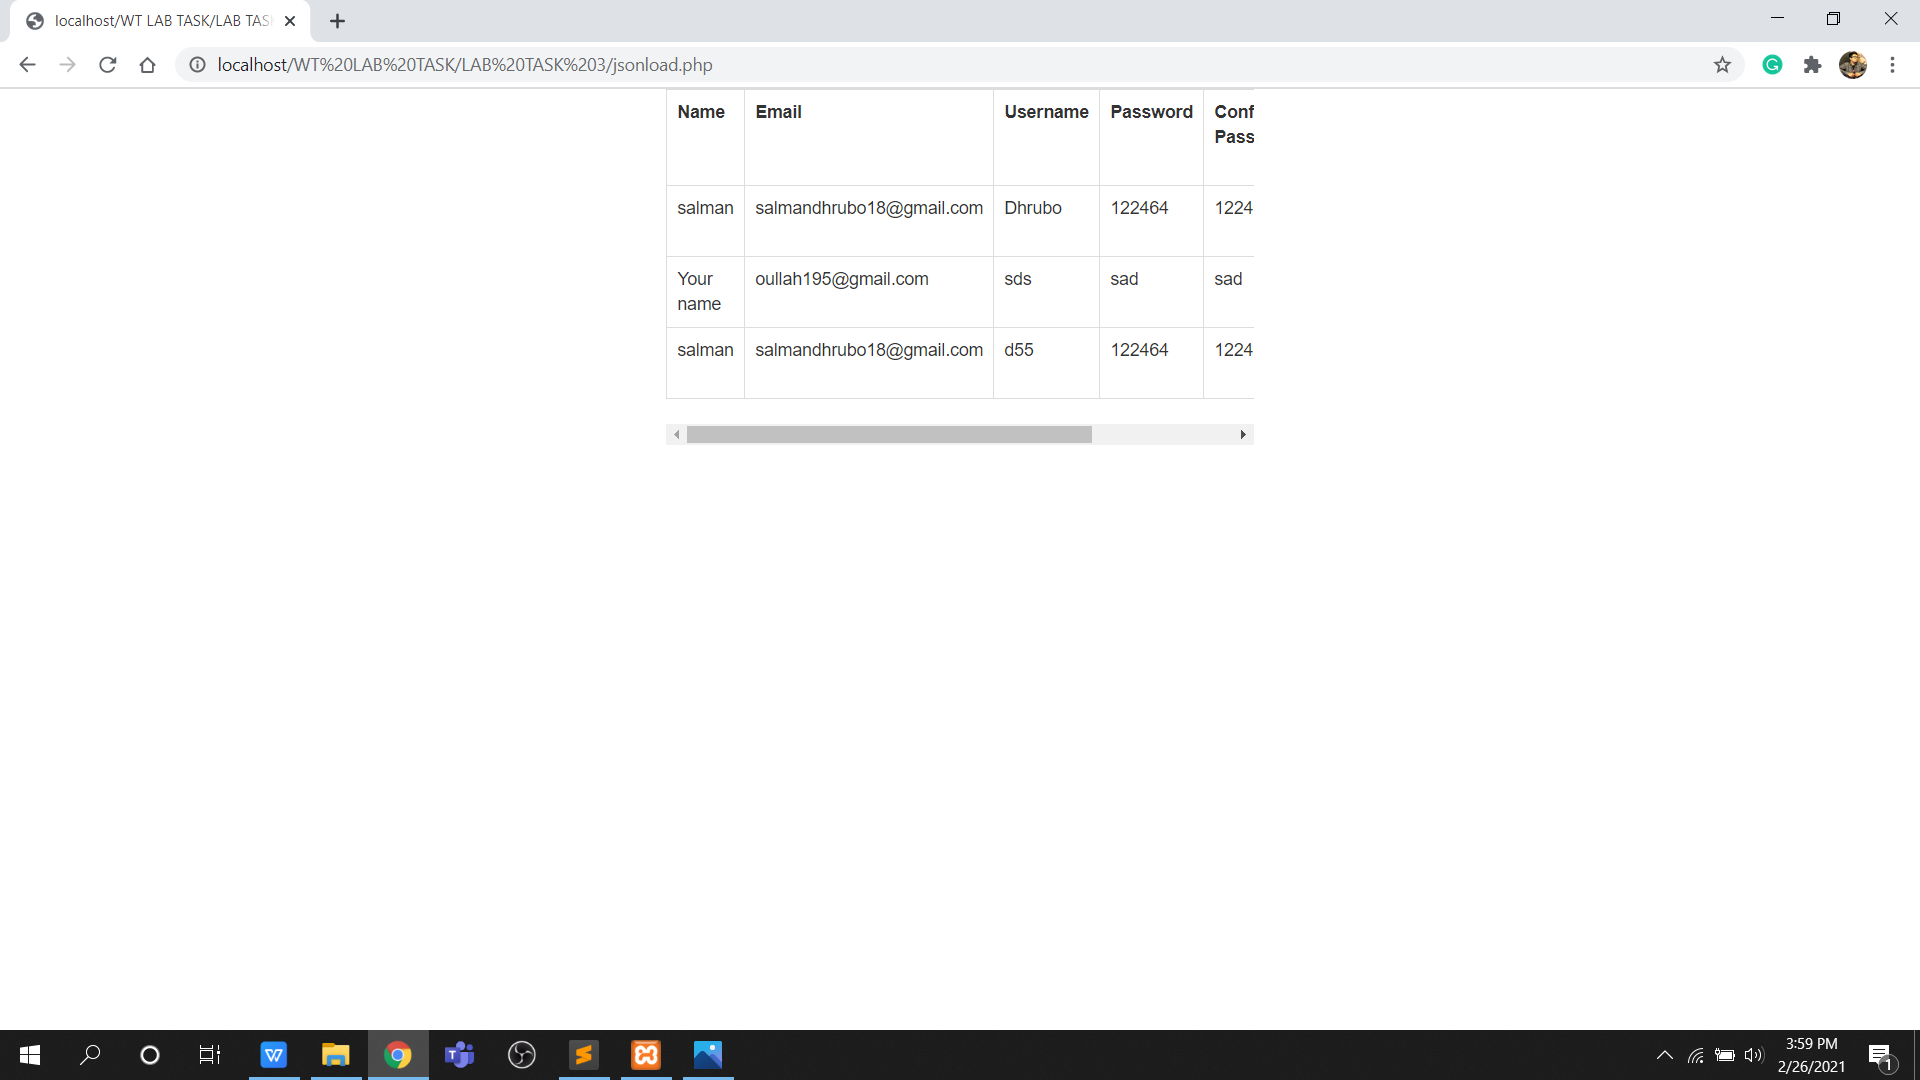 localhost/WT LAB TASK/LAB TAS
localhost/WT%20LAB%20TASK/LAB%20TASK%203/jsonload.php
Name Email Username Password Conf
Pass
salman salmandhrubo18@gmail.com Dhrubo 122464 1224
Your oullah195@gmail.com sds sad sad
name
salman salmandhrubo18@gmail.com d55 122464 1224
3:59 PM
2/26/2021
1